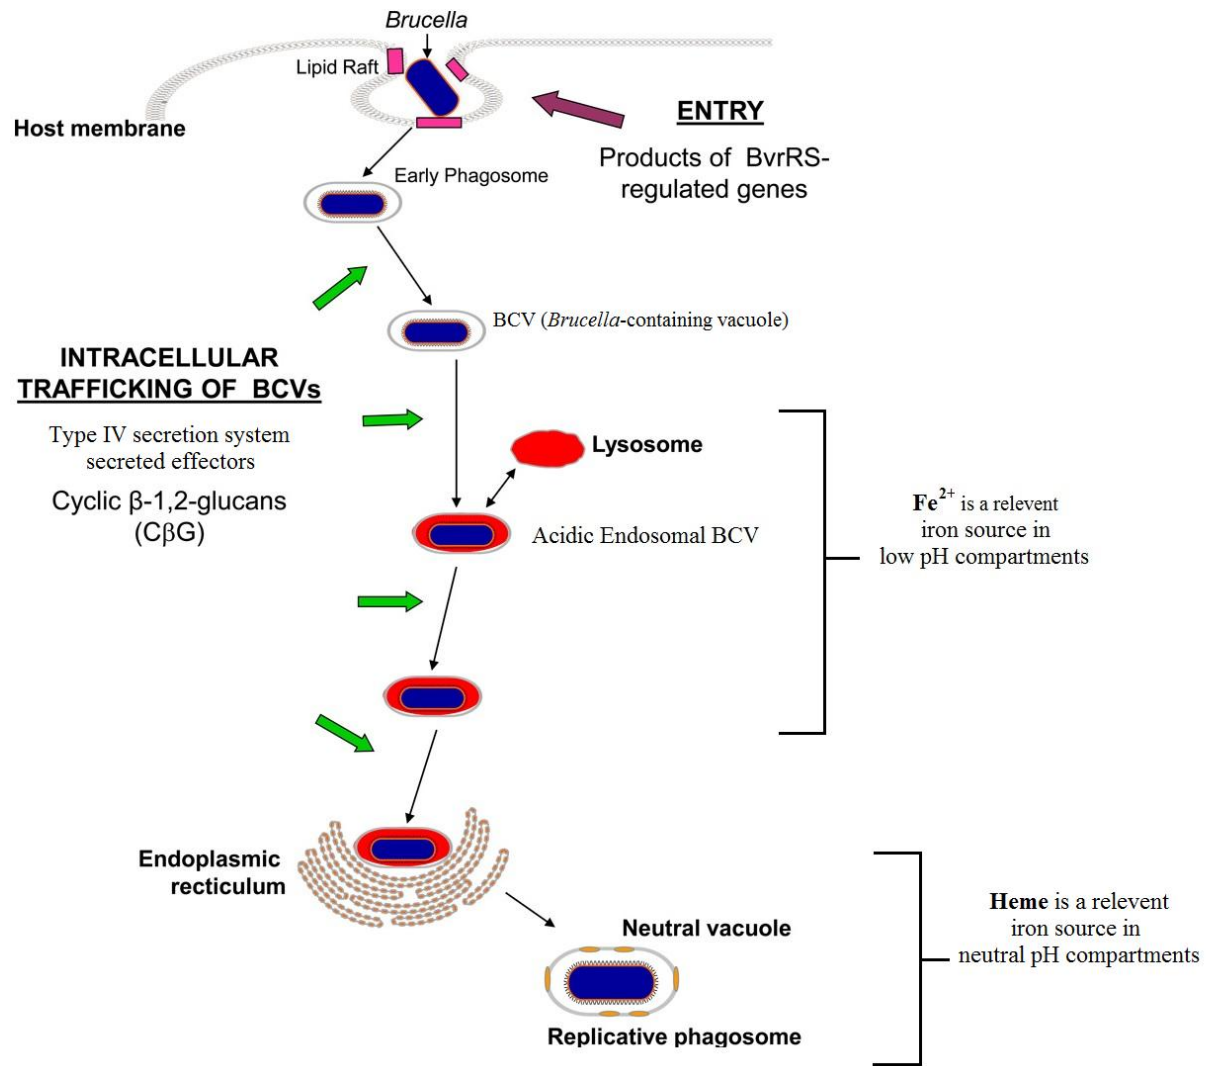 Brucella
Lipid Raft
Host membrane
ENTRY
Products of BvrRS-
regulated genes
Early Phagosome
BCV (Brucella-containing vacuole)
INTRACELLULAR
TRAFFICKING OF BCVs
Type IV secretion system
secreted effectors
Cyclic β-1,2-glucans
(CβG)
Lysosome
Acidic Endosomal BCV
Fe2+ is a relevent
iron source in
low pH compartments
Endoplasmic
recticulum
Neutral vacuole
Replicative phagosome
Heme is a relevent
iron source in
neutral pH compartments